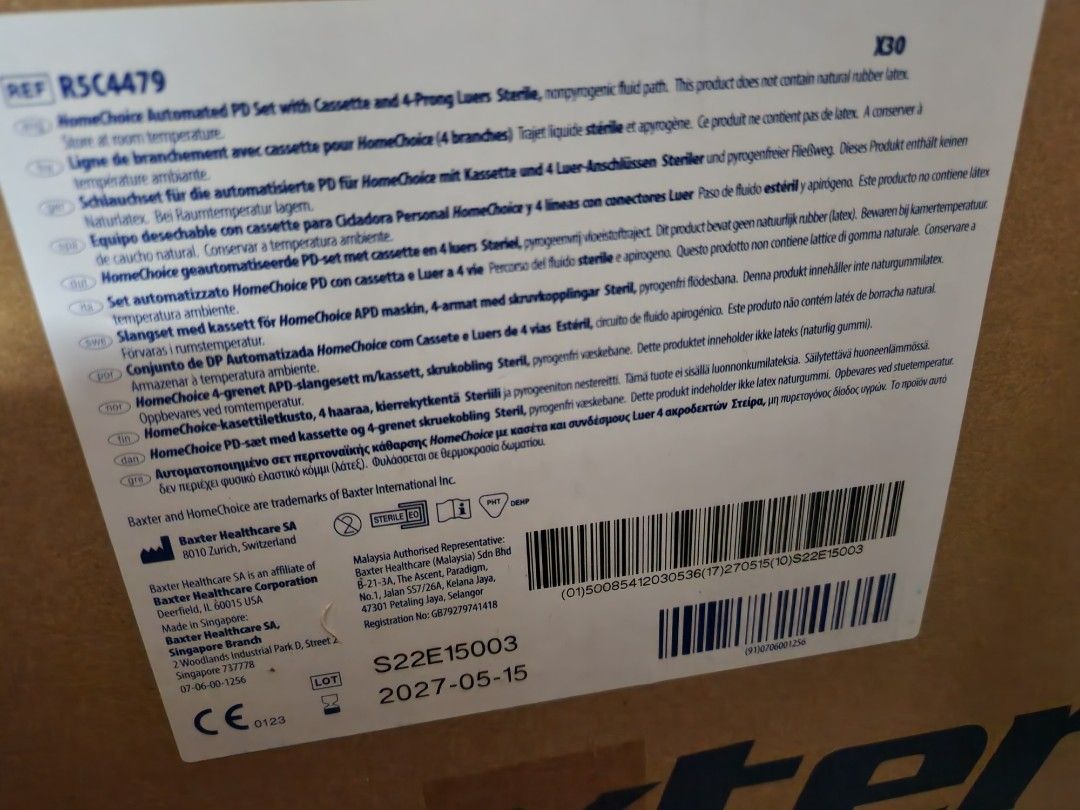 X30
REF R5C4479
eng HomeChoice Automated PD Set with Cassette and 4-Prong Luers Sterile, nonpyrogenic fluid path. This product does not contain natural rubber latex.
Store at room temperature.
Ligne de branchement avec cassette pour HomeChoice (4 branches) Trajet liquide stérile et apyrogène. Ce produit ne contient pas de latex. A conserver à
température ambiante.
ger Schlauchset für die automatisierte PD für HomeChoice mit Kassette und 4 Luer-Anschlüssen Steriler und pyrogenfreier Fließweg. Dieses Produkt enthält keinen
Naturlatex. Bei Raumtemperatur lagern.
spa Equipo desechable con cassette para Cicladora Personal HomeChoice y 4 líneas con conectores Luer Paso de fluido estéril y apirógeno. Este producto no contiene látex
de caucho natural. Conservar a temperatura ambiente.
dut HomeChoice geautomatiseerde PD-set met cassette en 4 luers Steriel, pyrogeenvrij vloeistoftraject. Dit product bevat geen natuurlijk rubber (latex). Bewaren bij kamertemperatuur.
ita Set automatizzato HomeChoice PD con cassetta e Luer a 4 vie Percorso del fluido sterile e apirogeno. Questo prodotto non contiene lattice di gomma naturale. Conservare a
temperatura ambiente.
swe Slangset med kassett för HomeChoice APD maskin, 4-armat med skruvkopplingar Steril, pyrogenfri flödesbana. Denna produkt innehåller inte naturgummilatex.
Förvaras i rumstemperatur.
por Conjunto de DP Automatizada HomeChoice com Cassete e Luers de 4 vias Estéril, circuito de fluido apirogénico. Este produto não contém latéx de borracha natural.
Armazenar à temperatura ambiente.
nor HomeChoice 4-grenet APD-slangesett m/kassett, skrukobling Steril, pyrogenfri væskebane. Dette produktet inneholder ikke lateks (naturlig gummi).
Oppbevares ved romtemperatur.
fin HomeChoice-kasettiletkusto, 4 haaraa, kierrekytkentä Steriili ja pyrogeeniton nestereitti. Tämä tuote ei sisällä luonnonkumilateksia. Säilytettävä huoneenlämmössä.
dan HomeChoice PD-sæt med kassette og 4-grenet skruekobling Steril, pyrogenfri væskebane. Dette produkt indeholder ikke latex naturgummi. Opbevares ved stuetemperatur.
gre Αυτοματοποιημένο σετ περιτοναϊκής κάθαρσης HomeChoice με κασέτα και συνδέσμους Luer 4 ακροδεκτών Στείρα, μη πυρετογόνος δίοδος υγρών. Το προϊόν αυτό
δεν περιέχει φυσικό ελαστικό κόμμι (λάτεξ). Φυλάσσεται σε θερμοκρασία δωματίου.
Baxter and HomeChoice are trademarks of Baxter International Inc.
Baxter Healthcare SA
8010 Zurich, Switzerland
2 STERILE EO i PHT DEHP
Baxter Healthcare SA is an affiliate of
Baxter Healthcare Corporation
Deerfield, IL 60015 USA
Made in Singapore:
Baxter Healthcare SA,
Singapore Branch
2 Woodlands Industrial Park D, Street 2
Singapore 737778
07-06-00-1256
CE 0123
Malaysia Authorised Representative:
Baxter Healthcare (Malaysia) Sdn Bhd
B-21-3A, The Ascent, Paradigm,
No.1, Jalan SS7/26A, Kelana Jaya,
47301 Petaling Jaya, Selangor
Registration No: GB79279741418
LOT S22E15003
2027-05-15
(01)50085412030536(17)270515(10)S22E15003
(91)0706001256
xter